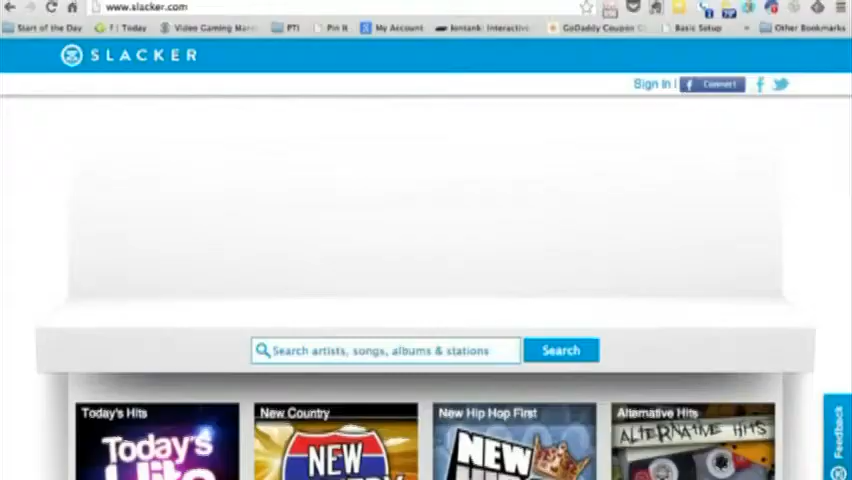 www.slacker.com
Start of the Day F | Today Video Gaming PTI Pin It My Account Iontank: Interactive GoDaddy Coupon Basic Setup Other Bookmarks
SLACKER
Sign In | Connect
Search artists, songs, albums & stations Search
Today's Hits New Country New Hip Hop First Alternative Hits
Today's NEW NEW ALTERNATIVE HITS
Hits
Feedback